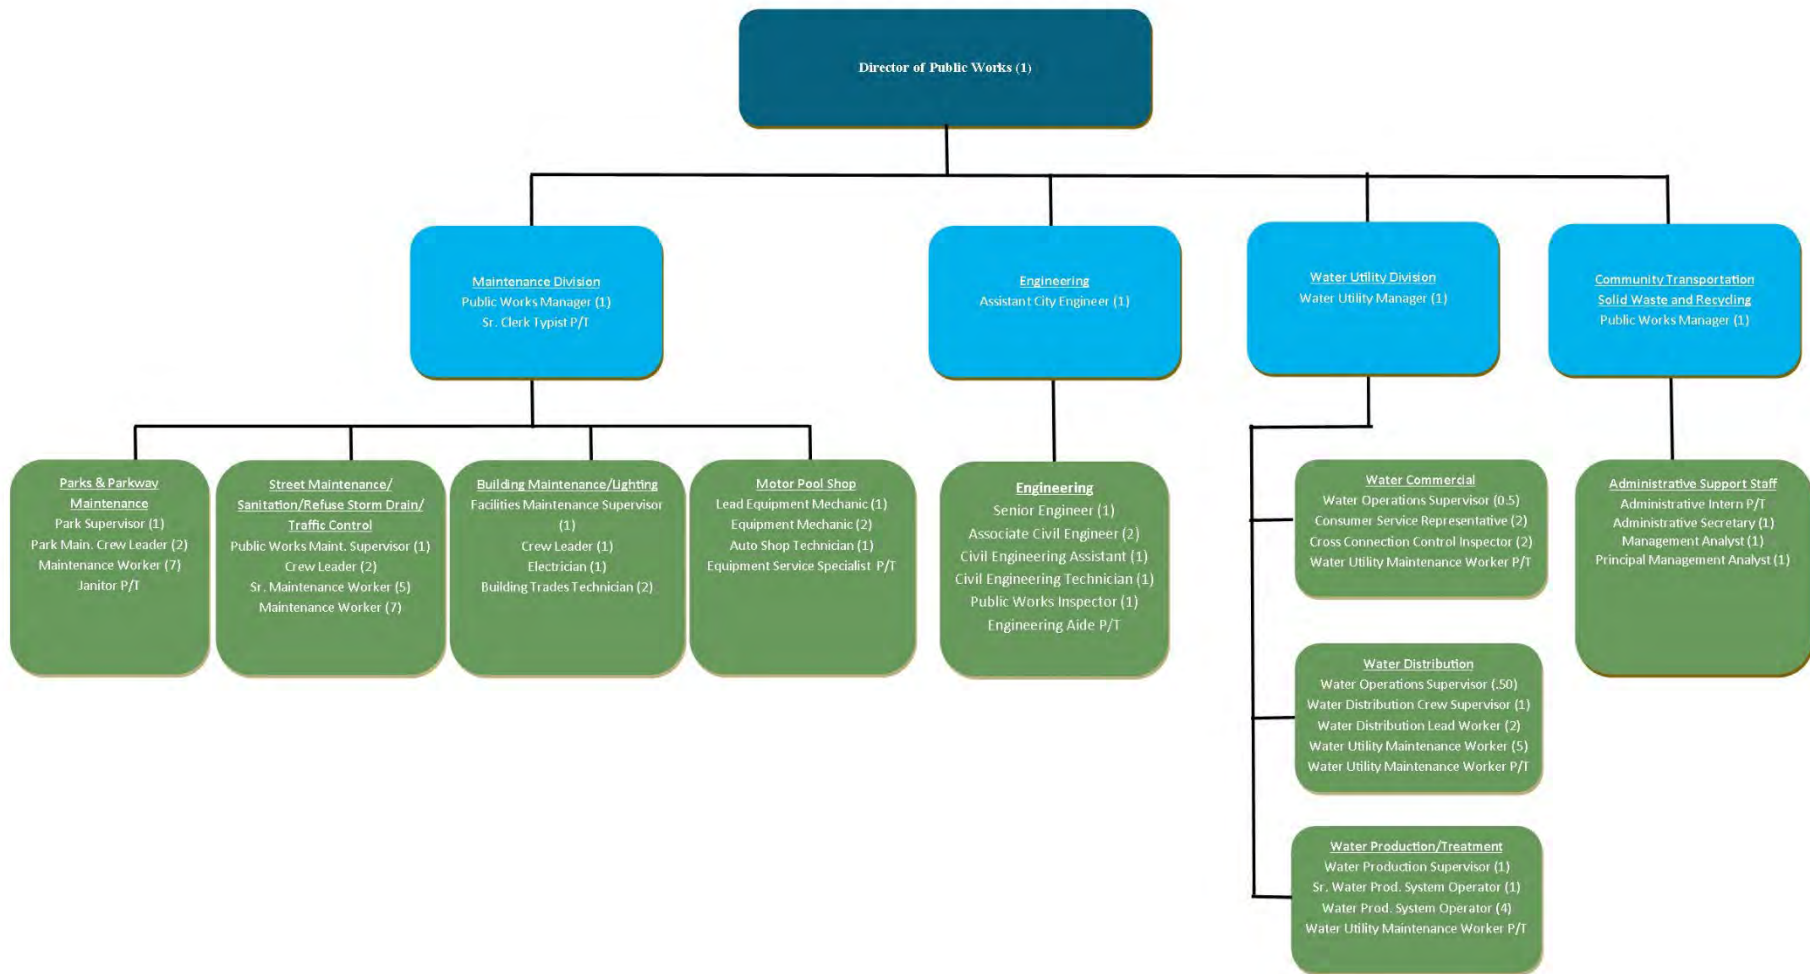 Director of Public Works (1)
Maintenance Division
Public Works Manager (1)
Sr. Clerk Typist P/T
Engineering
Assistant City Engineer (1)
Water Utility Division
Water Utility Manager (1)
Community Transportation
Solid Waste and Recycling
Public Works Manager (1)
Parks & Parkway
Maintenance
Park Supervisor (1)
Park Main. Crew Leader (2)
Maintenance Worker (7)
Janitor P/T
Street Maintenance/
Sanitation/Refuse Storm Drain/
Traffic Control
Public Works Maint. Supervisor (1)
Crew Leader (2)
Sr. Maintenance Worker (5)
Maintenance Worker (7)
Building Maintenance/Lighting
Facilities Maintenance Supervisor
(1)
Crew Leader (1)
Electrician (1)
Building Trades Technician (2)
Motor Pool Shop
Lead Equipment Mechanic (1)
Equipment Mechanic (2)
Auto Shop Technician (1)
Equipment Service Specialist P/T
Engineering
Senior Engineer (1)
Associate Civil Engineer (2)
Civil Engineering Assistant (1)
Civil Engineering Technician (1)
Public Works Inspector (1)
Engineering Aide P/T
Water Commercial
Water Operations Supervisor (0.5)
Consumer Service Representative (2)
Cross Connection Control Inspector (2)
Water Utility Maintenance Worker P/T
Water Distribution
Water Operations Supervisor (.50)
Water Distribution Crew Supervisor (1)
Water Distribution Lead Worker (2)
Water Utility Maintenance Worker (5)
Water Utility Maintenance Worker P/T
Water Production/Treatment
Water Production Supervisor (1)
Sr. Water Prod. System Operator (1)
Water Prod. System Operator (4)
Water Utility Maintenance Worker P/T
Administrative Support Staff
Administrative Intern P/T
Administrative Secretary (1)
Management Analyst (1)
Principal Management Analyst (1)